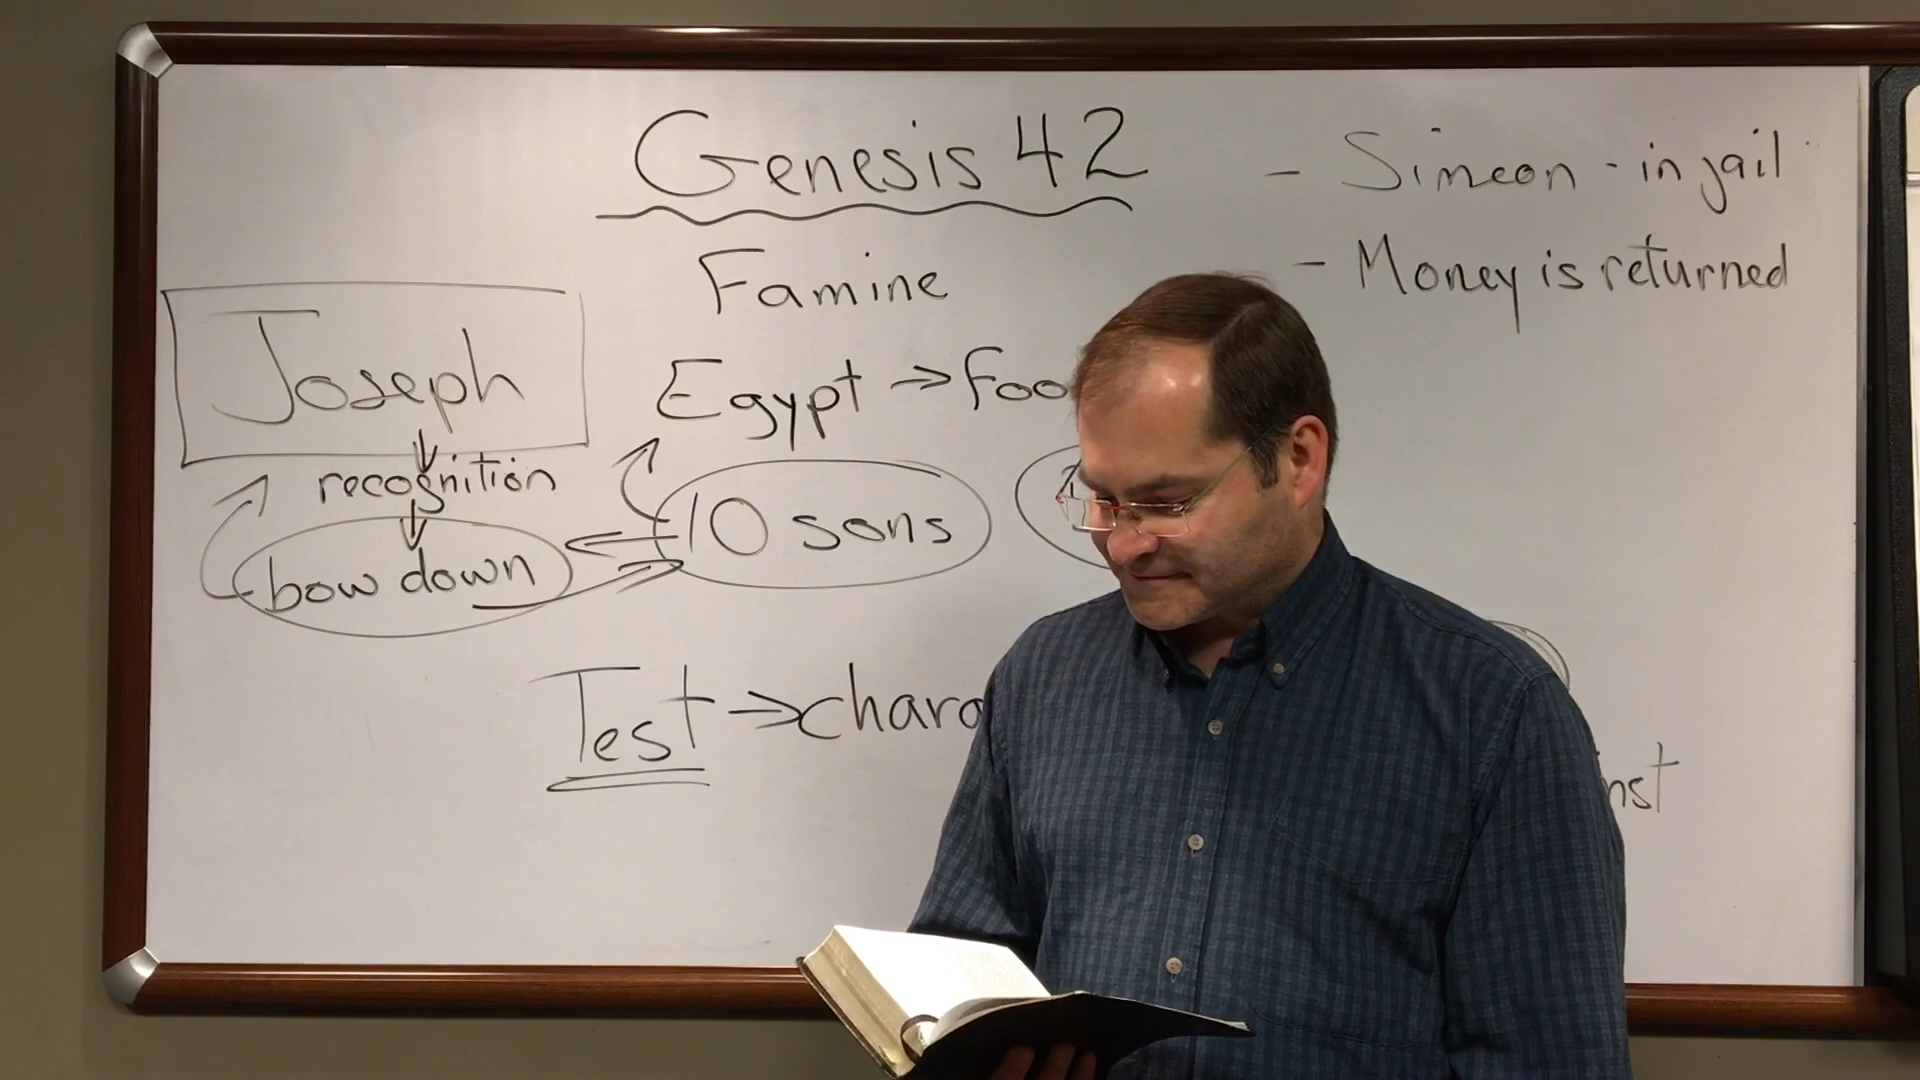 Genesis 42
- Simeon - in jail
- Money is returned
Famine
Joseph
Egypt → Foo
recognition
10 sons
bow down
Test → chara
nst